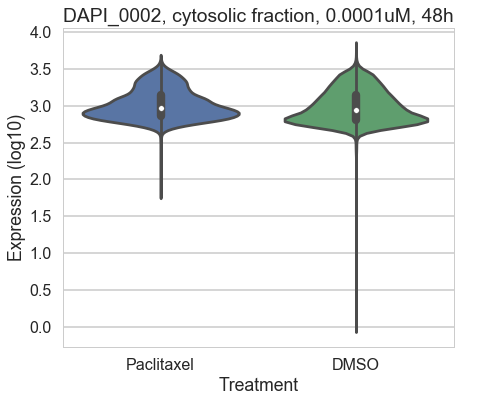 DAPI_0002, cytosolic fraction, 0.0001uM, 48h
Expression (log10)
4.0
3.5
3.0
2.5
2.0
1.5
1.0
0.5
0.0
Paclitaxel DMSO
Treatment